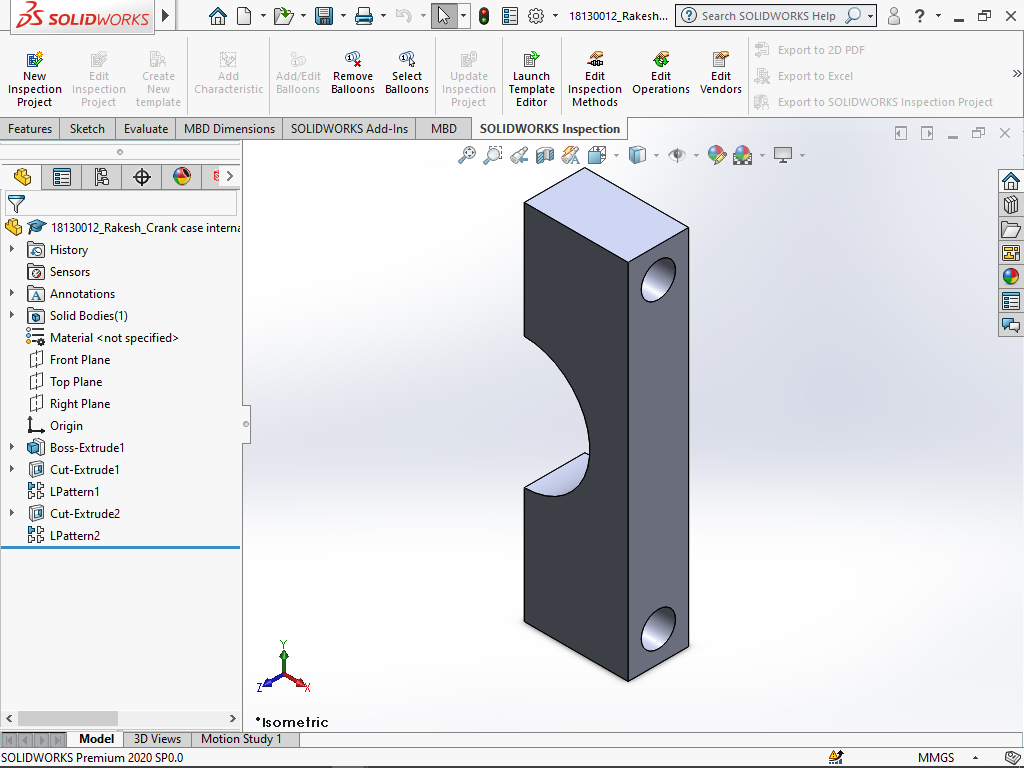 SOLIDWORKS
18130012_Rakesh...
Search SOLIDWORKS Help
New Inspection Project
Edit Inspection Project
Create New template
Add Characteristic
Add/Edit Balloons
Remove Balloons
Select Balloons
Update Inspection Project
Launch Template Editor
Edit Inspection Methods
Edit Operations
Edit Vendors
Export to 2D PDF
Export to Excel
Export to SOLIDWORKS Inspection Project
Features
Sketch
Evaluate
MBD Dimensions
SOLIDWORKS Add-Ins
MBD
SOLIDWORKS Inspection
18130012_Rakesh_Crank case interna
History
Sensors
Annotations
Solid Bodies(1)
Material <not specified>
Front Plane
Top Plane
Right Plane
Origin
Boss-Extrude1
Cut-Extrude1
LPattern1
Cut-Extrude2
LPattern2
Y
Z
X
*Isometric
Model
3D Views
Motion Study 1
SOLIDWORKS Premium 2020 SP0.0
MMGS